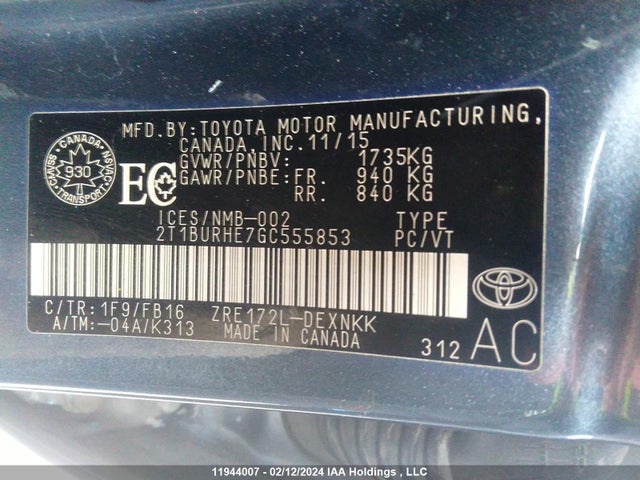 MFD.BY:TOYOTA MOTOR MANUFACTURING,
CANADA, INC.11/15
GVWR/PNBV: 1735KG
GAWR/PNBE:FR. 940 KG
RR. 840 KG
CANADA
930
TRANSPORT
CMVSS
NSVAC
EC
ICES/NMB-002 TYPE
2T1BURHE7GC555853 PC/VT
C/TR:1F9/FB16 ZRE172L-DEXNKK
A/TM:-04A/K313 MADE IN CANADA
312 AC
11944007 - 02/12/2024 IAA Holdings , LLC